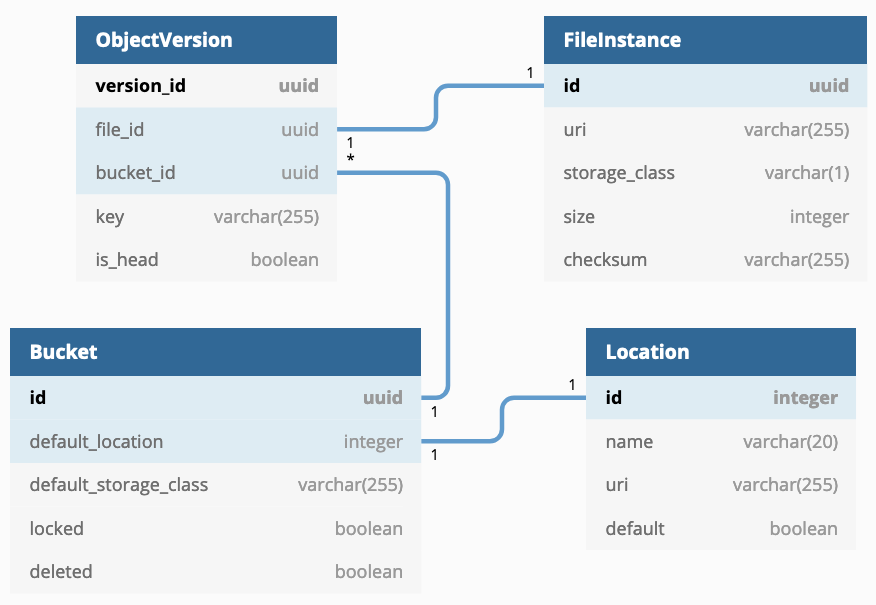 ObjectVersion
version_id uuid
file_id uuid
bucket_id uuid
key varchar(255)
is_head boolean
1
1
*
FileInstance
id uuid
uri varchar(255)
storage_class varchar(1)
size integer
checksum varchar(255)
Bucket
id uuid
default_location integer
default_storage_class varchar(255)
locked boolean
deleted boolean
1
1
1
Location
id integer
name varchar(20)
uri varchar(255)
default boolean